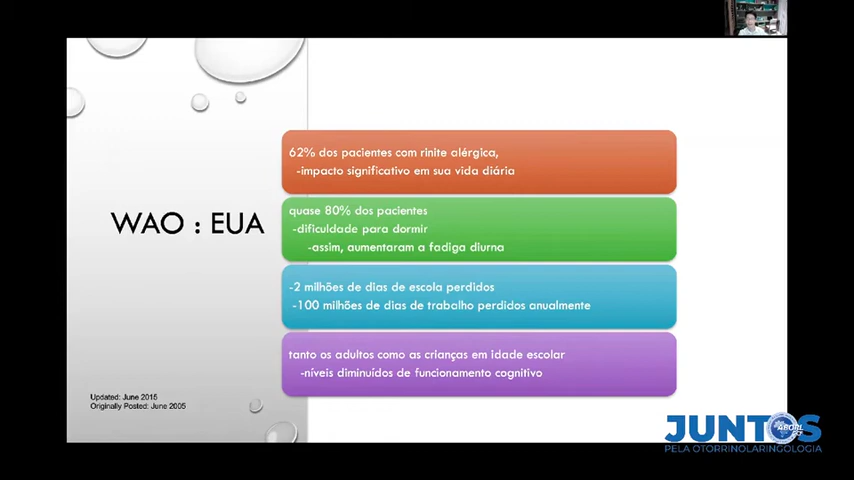 WAO : EUA
62% dos pacientes com rinite alérgica,
-impacto significativo em sua vida diária
quase 80% dos pacientes
-dificuldade para dormir
-assim, aumentaram a fadiga diurna
-2 milhões de dias de escola perdidos
-100 milhões de dias de trabalho perdidos anualmente
tanto os adultos como as crianças em idade escolar
-níveis diminuídos de funcionamento cognitivo
Updated: June 2015
Originally Posted: June 2005
JUNTOS
PELA OTORRINOLARINGOLOGIA